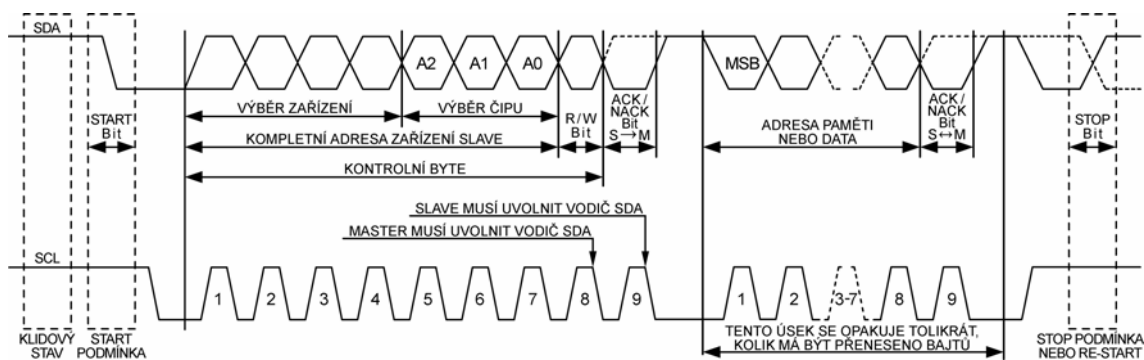 SDA
A2
A1
A0
MSB
START
Bit
VÝBĚR ZAŘÍZENÍ
VÝBĚR ČIPU
R/W
Bit
ACK/
NACK
Bit
S→M
KOMPLETNÍ ADRESA ZAŘÍZENÍ SLAVE
KONTROLNÍ BYTE
ADRESA PAMĚTI
NEBO DATA
ACK/
NACK
Bit
S↔M
STOP
Bit
SLAVE MUSÍ UVOLNIT VODIČ SDA
MASTER MUSÍ UVOLNIT VODIČ SDA
SCL
1
2
3
4
5
6
7
8
9
1
2
3-7
8
9
KLIDOVÝ
STAV
START
PODMÍNKA
TENTO ÚSEK SE OPAKUJE TOLIKRÁT,
KOLIK MÁ BÝT PŘENESENO BAJTŮ
STOP PODMÍNKA
NEBO RE-START